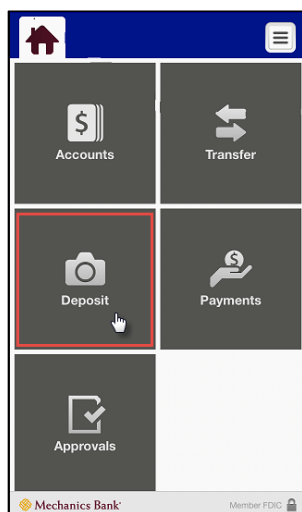 $
Accounts
Transfer
Deposit
$
Payments
Approvals
Mechanics Bank
Member FDIC